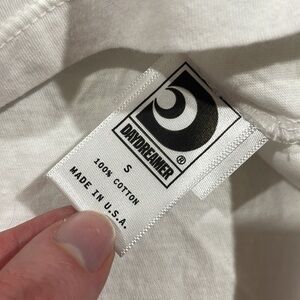 DAYDREAMER®
S
100% COTTON
MADE IN U.S.A.